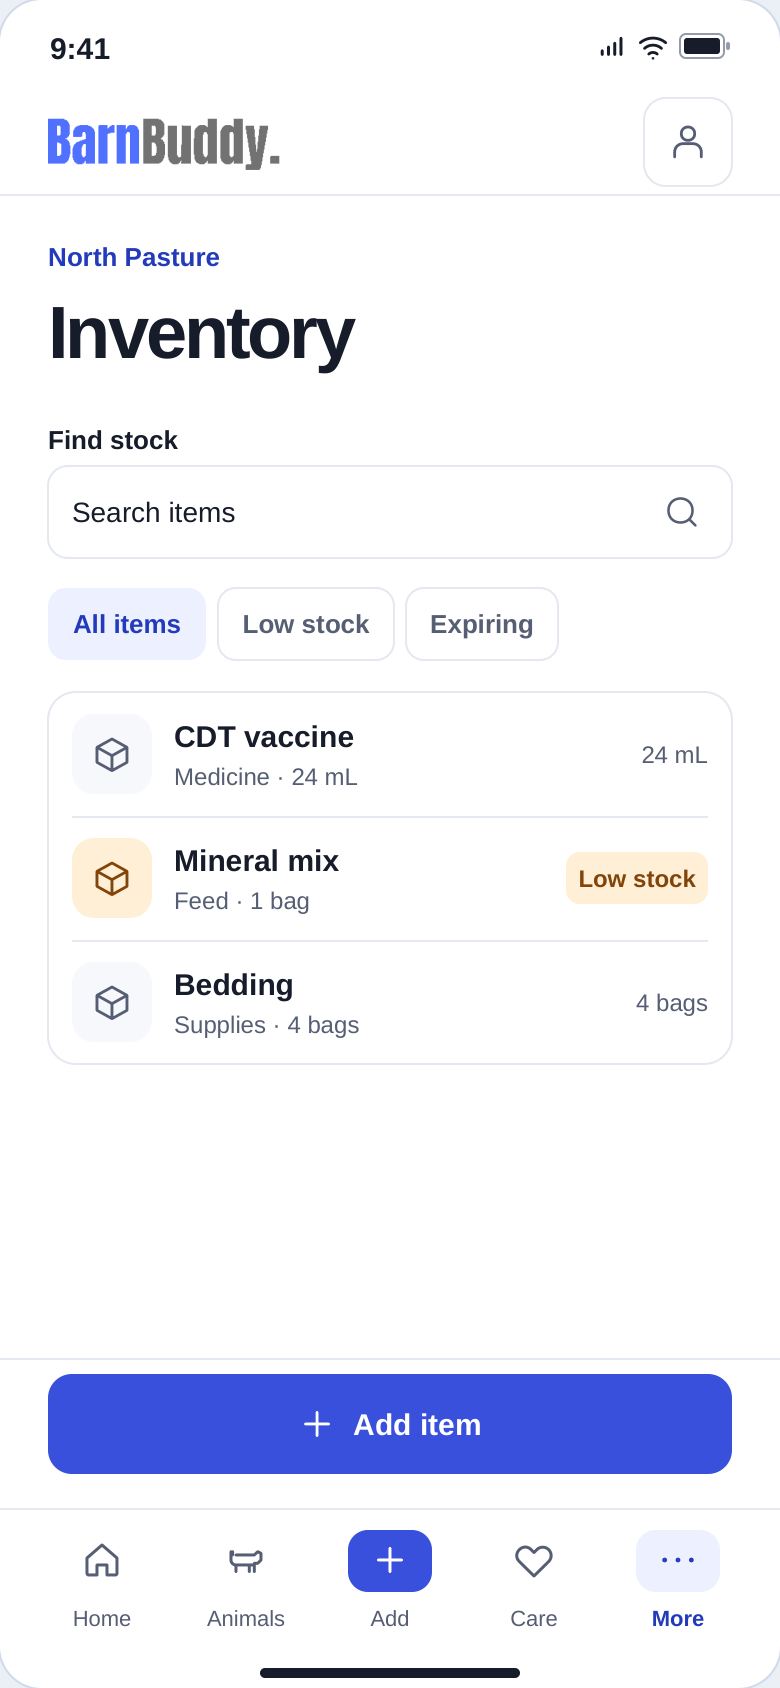 9:41
BarnBuddy.
North Pasture
Inventory
Find stock
Search items
All items
Low stock
Expiring
CDT vaccine
Medicine · 24 mL
24 mL
Mineral mix
Feed · 1 bag
Low stock
Bedding
Supplies · 4 bags
4 bags
Add item
Home
Animals
Add
Care
More